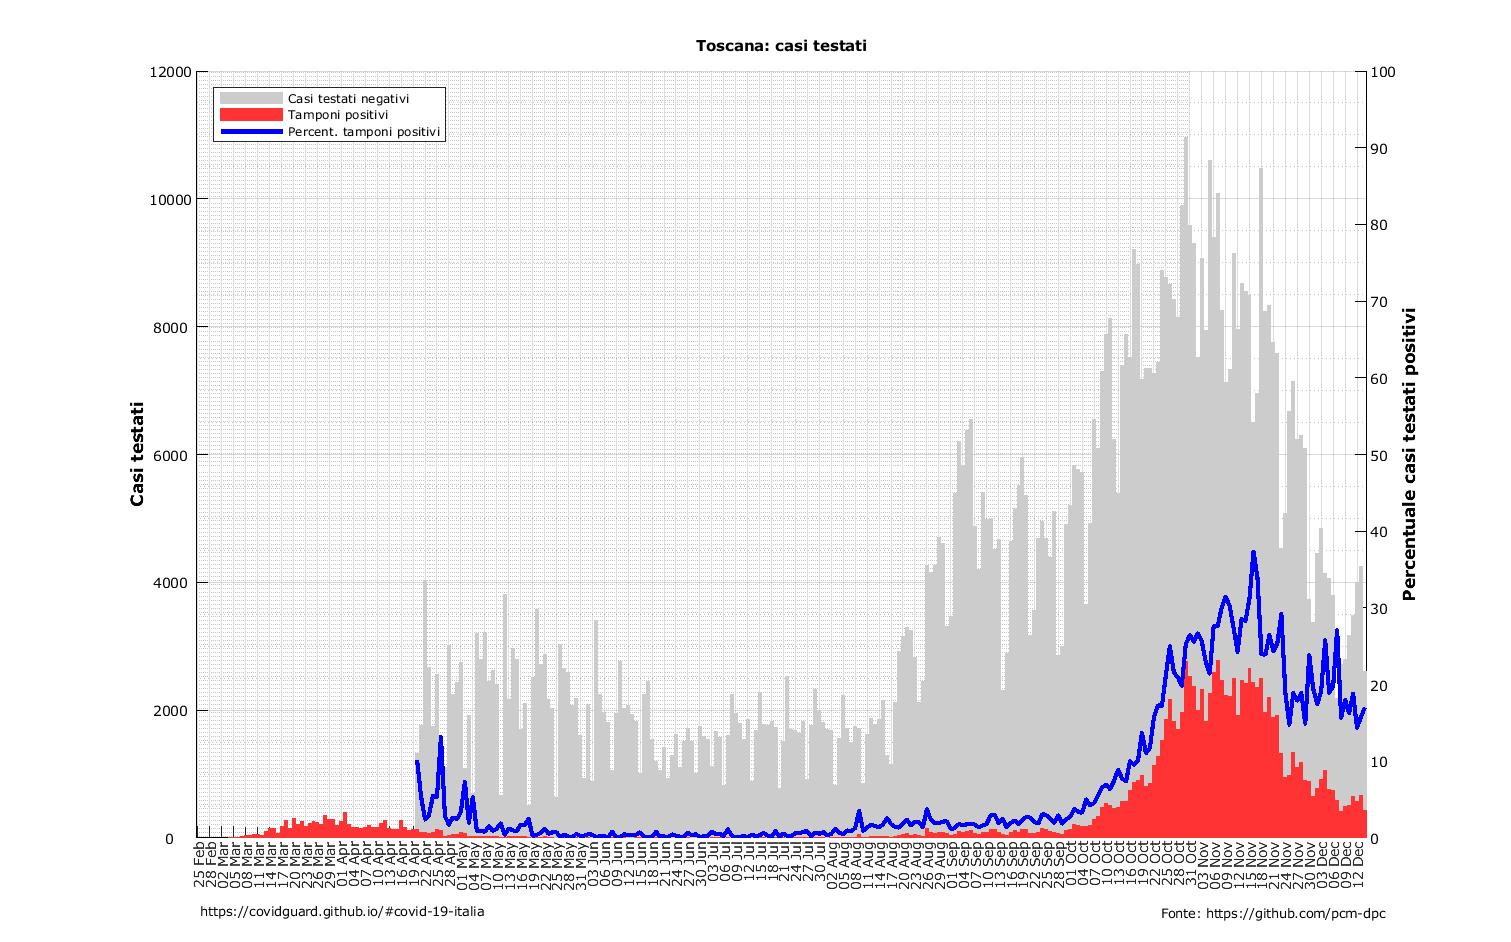 Toscana: casi testati
Casi testati negativi
Tamponi positivi
Percent. tamponi positivi
12000
10000
8000
6000
4000
2000
0
Casi testati
100
90
80
70
60
50
40
30
20
10
0
Percentuale casi testati positivi
25 Feb
28 Feb
02 Mar
05 Mar
08 Mar
11 Mar
14 Mar
17 Mar
20 Mar
23 Mar
26 Mar
29 Mar
01 Apr
04 Apr
07 Apr
10 Apr
13 Apr
16 Apr
19 Apr
22 Apr
25 Apr
28 Apr
01 May
04 May
07 May
10 May
13 May
16 May
19 May
22 May
25 May
28 May
31 May
03 Jun
06 Jun
09 Jun
12 Jun
15 Jun
18 Jun
21 Jun
24 Jun
27 Jun
30 Jun
03 Jul
06 Jul
09 Jul
12 Jul
15 Jul
18 Jul
21 Jul
24 Jul
27 Jul
30 Jul
02 Aug
05 Aug
08 Aug
11 Aug
14 Aug
17 Aug
20 Aug
23 Aug
26 Aug
29 Aug
01 Sep
04 Sep
07 Sep
10 Sep
13 Sep
16 Sep
19 Sep
22 Sep
25 Sep
28 Sep
01 Oct
04 Oct
07 Oct
10 Oct
13 Oct
16 Oct
19 Oct
22 Oct
25 Oct
28 Oct
31 Oct
03 Nov
06 Nov
09 Nov
12 Nov
15 Nov
18 Nov
21 Nov
24 Nov
27 Nov
30 Nov
03 Dec
06 Dec
09 Dec
12 Dec
https://covidguard.github.io/#covid-19-italia
Fonte: https://github.com/pcm-dpc